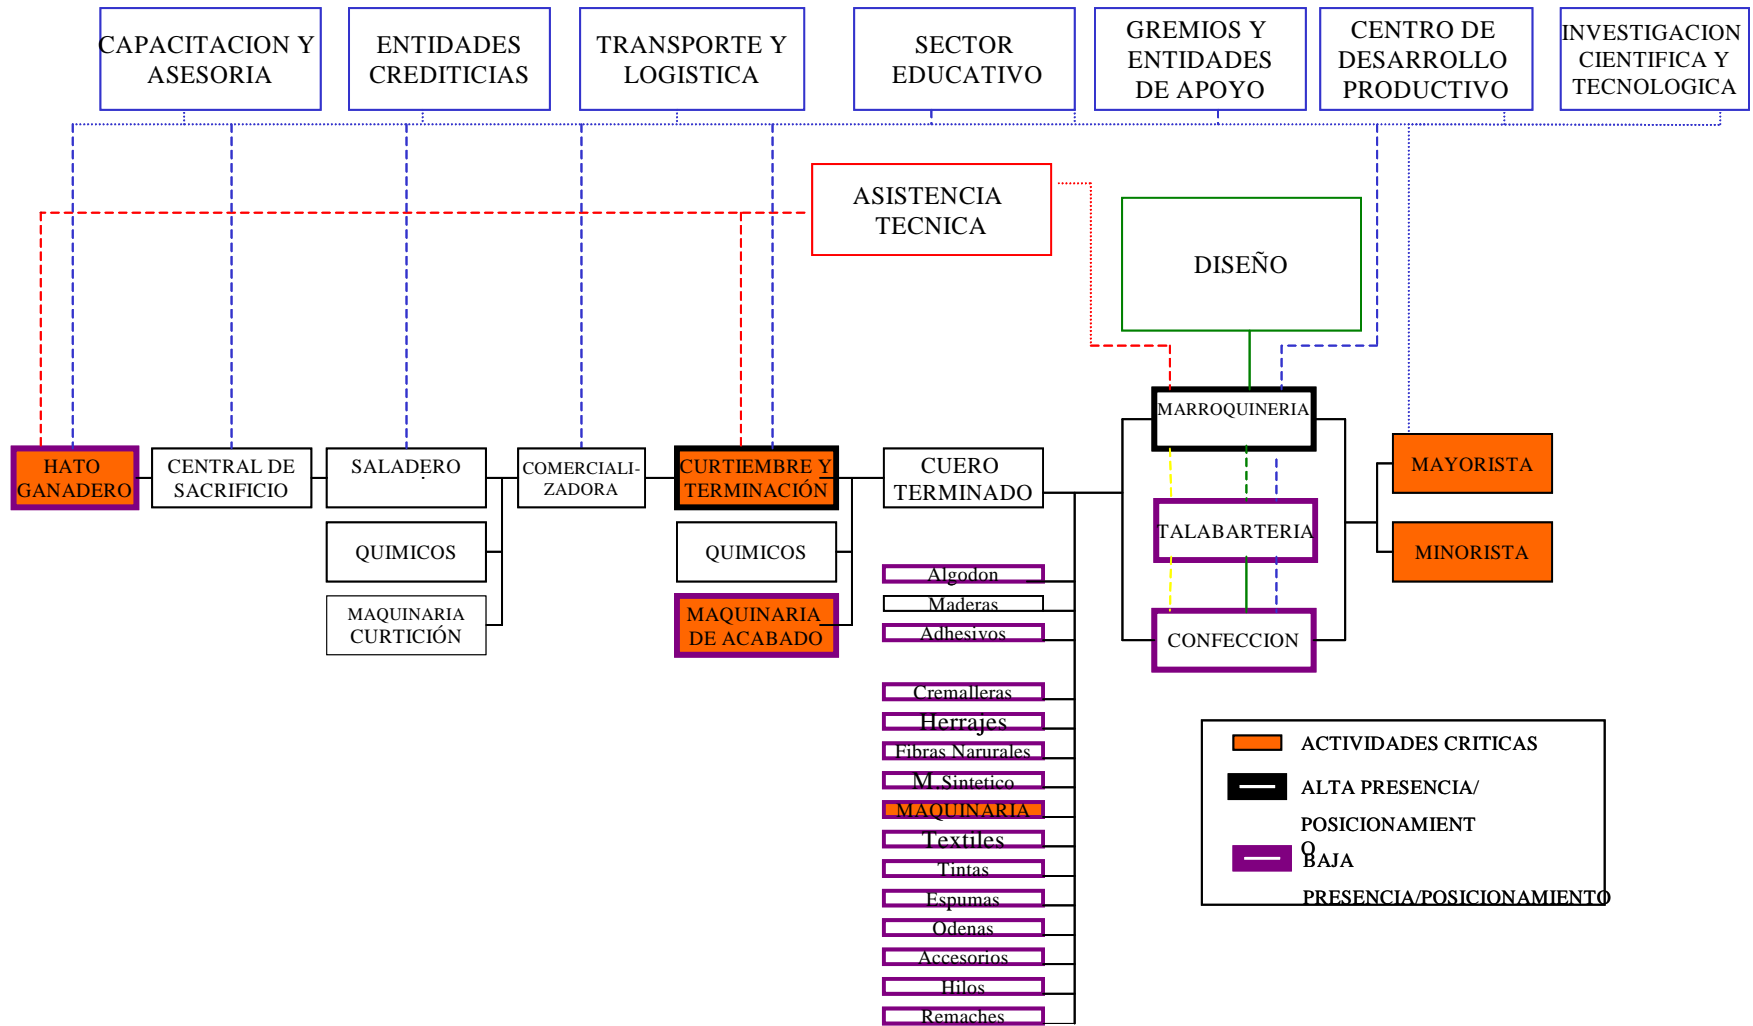 CAPACITACION Y
ASESORIA
ENTIDADES
CREDITICIAS
TRANSPORTE Y
LOGISTICA
SECTOR
EDUCATIVO
GREMIOS Y
ENTIDADES
DE APOYO
CENTRO DE
DESARROLLO
PRODUCTIVO
INVESTIGACION
CIENTIFICA Y
TECNOLOGICA
ASISTENCIA
TECNICA
DISEÑO
HATO
GANADERO
CENTRAL DE
SACRIFICIO
SALADERO
.
QUIMICOS
MAQUINARIA
CURTICIÓN
COMERCIALI-
ZADORA
CURTIEMBRE Y
TERMINACIÓN
QUIMICOS
MAQUINARIA
DE ACABADO
CUERO
TERMINADO
Algodon
Maderas
Adhesivos
Cremalleras
Herrajes
Fibras Narurales
M.Sintetico
MAQUINARIA
Textiles
Tintas
Espumas
Odenas
Accesorios
Hilos
Remaches
MARROQUINERIA
TALABARTERIA
CONFECCION
MAYORISTA
MINORISTA
ACTIVIDADES CRITICAS
ALTA PRESENCIA/
POSICIONAMIENT
O
BAJA
PRESENCIA/POSICIONAMIENTO